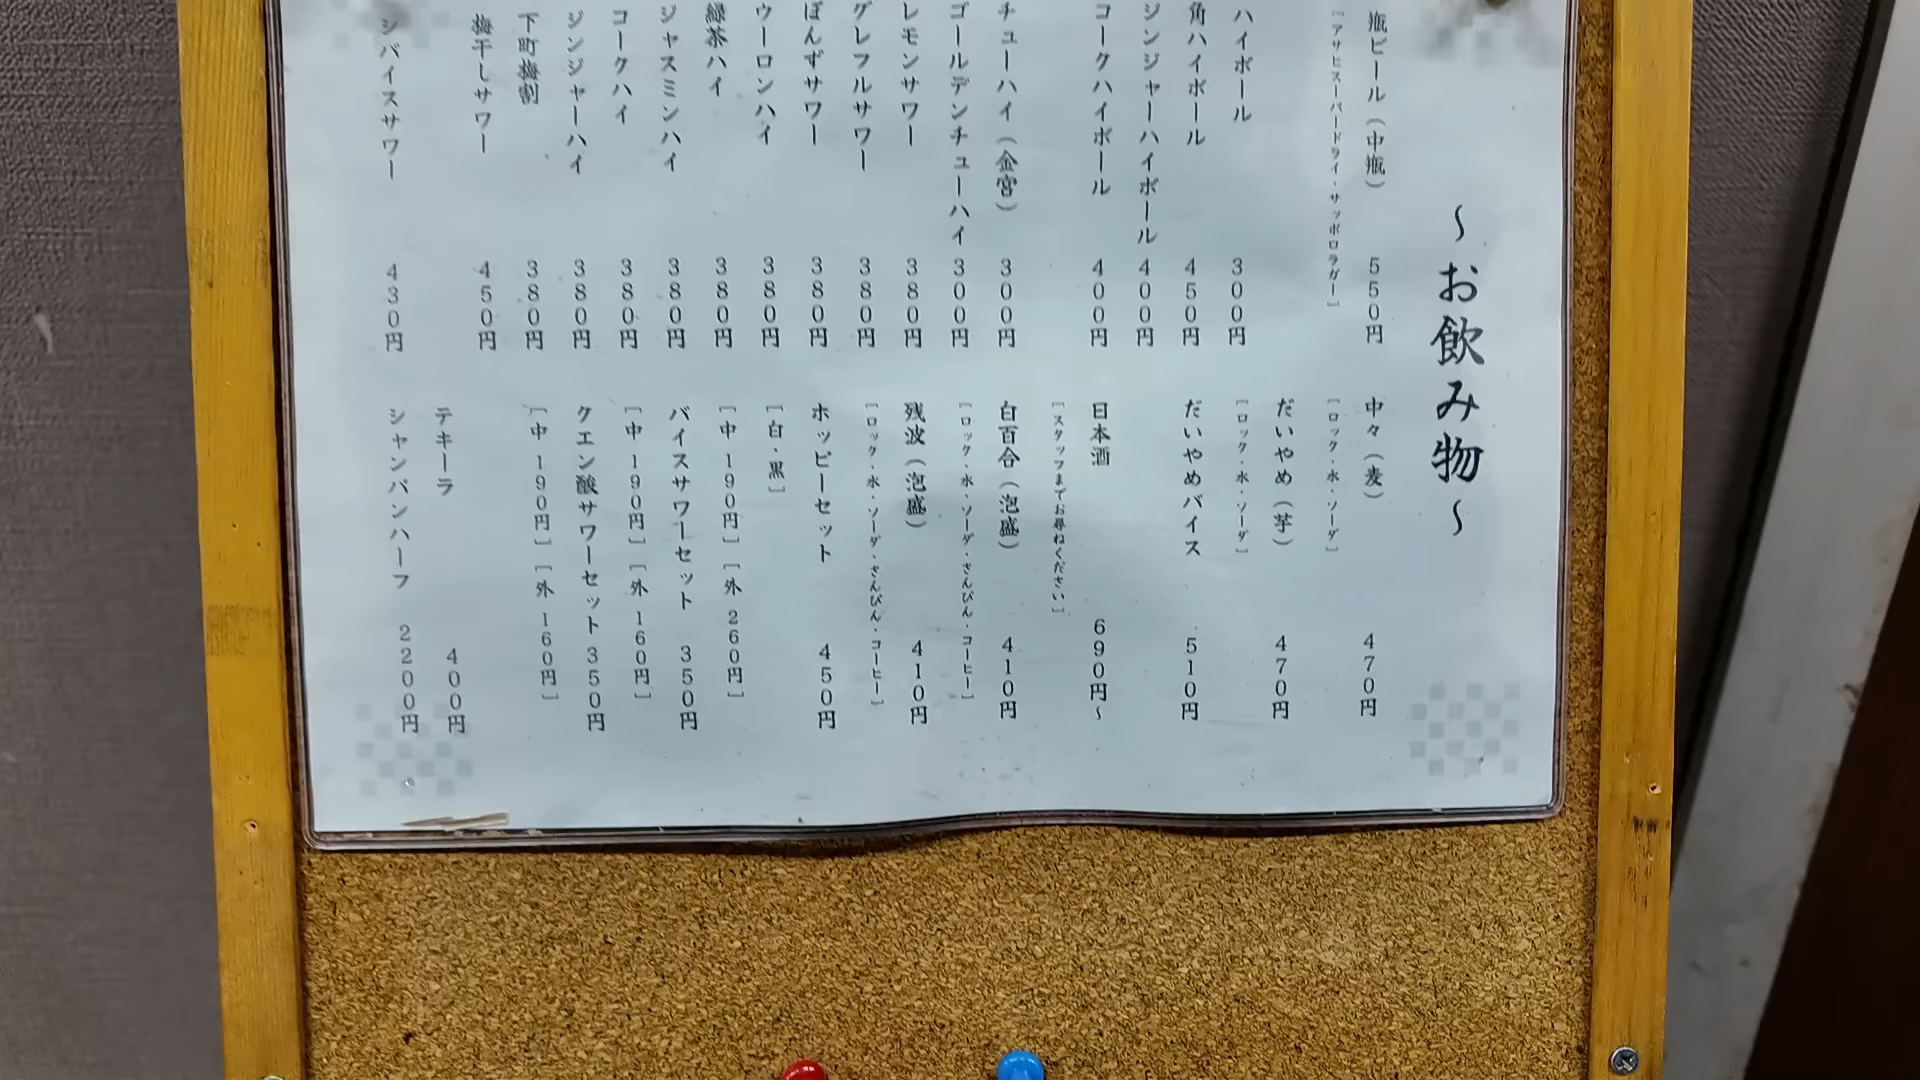 ～お飲み物～
瓶ビール（中瓶） 550円
［アサヒスーパードライ・サッポロラガー］
ハイボール 300円
角ハイボール 450円
ジンジャーハイボール 400円
コークハイボール 400円
チューハイ（金宮） 300円
ゴールデンチューハイ 300円
レモンサワー 380円
グレフルサワー 380円
ぽんずサワー 380円
ウーロンハイ 380円
緑茶ハイ 380円
ジャスミンハイ 380円
コークハイ 380円
ジンジャーハイ 380円
下町梅割 380円
梅干しサワー 450円
シバイスサワー 430円
中々（麦） 470円
［ロック・水・ソーダ］
だいやめ（芋） 470円
［ロック・水・ソーダ］
だいやめバイス 510円
日本酒 690円～
［スタッフまでお尋ねください］
白百合（泡盛） 410円
［ロック・水・ソーダ・さんぴん・コーヒー］
残波（泡盛） 410円
［ロック・水・ソーダ・さんぴん・コーヒー］
ホッピーセット 450円
［白・黒］
［中 190円］［外 260円］
バイスサワーセット 350円
［中 190円］［外 160円］
クエン酸サワーセット 350円
［中 190円］［外 160円］
テキーラ 400円
シャンパンハーフ 2200円